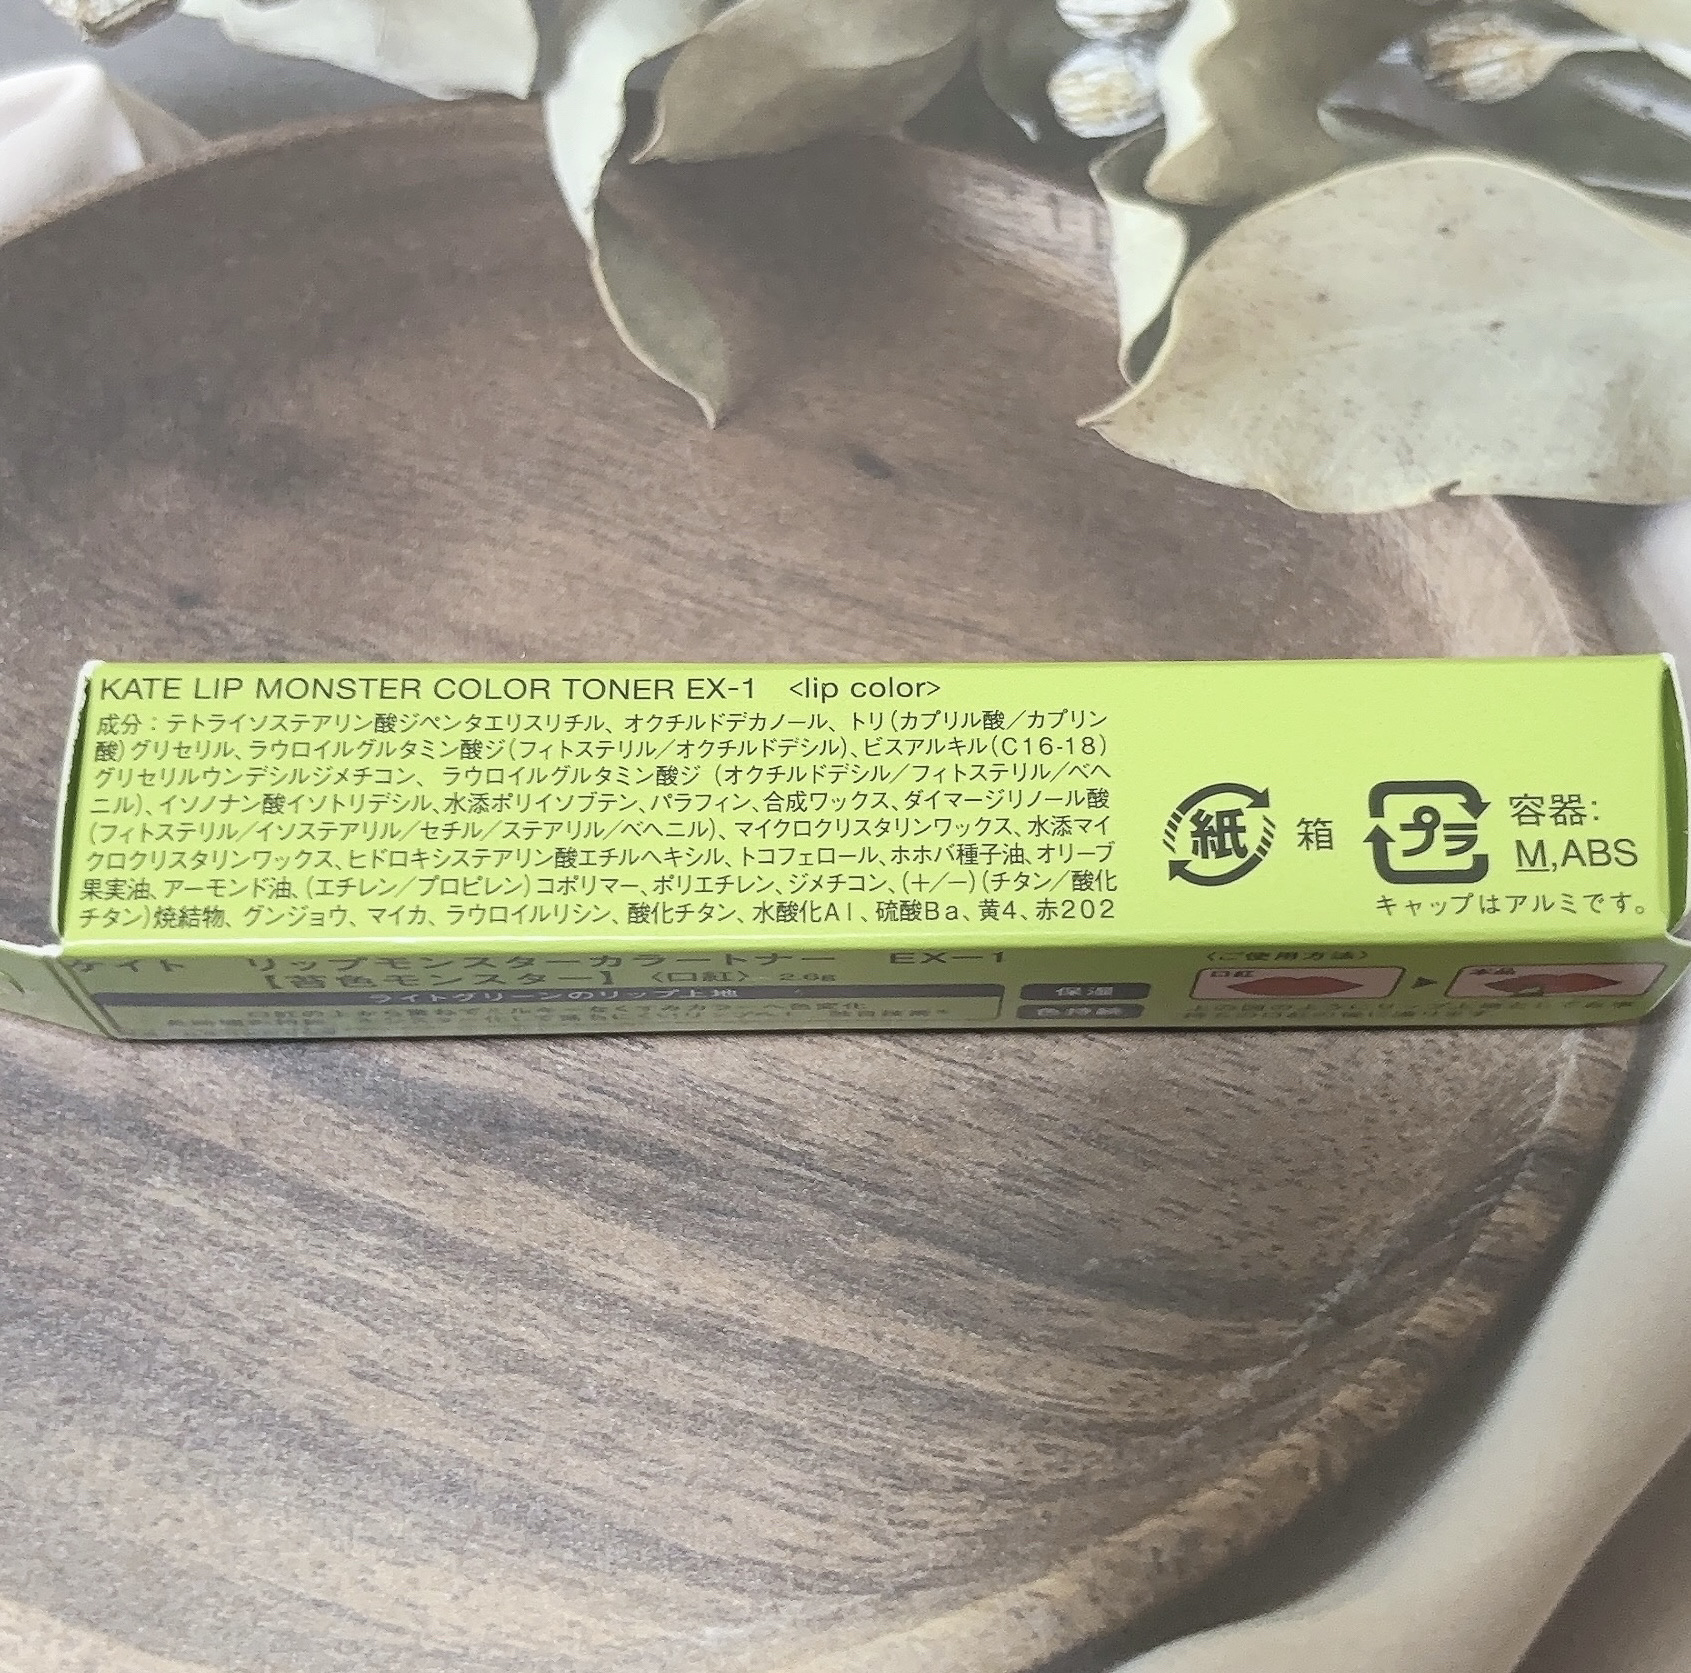 KATE LIP MONSTER COLOR TONER EX-1 <lip color>
成分：テトライソステアリン酸ジペンタエリスリチル、オクチルドデカノール、トリ(カプリル酸／カプリン
酸)グリセリル、ラウロイルグルタミン酸ジ(フィトステリル／オクチルドデシル)、ビスアルキル(C16-18)
グリセリルウンデシルジメチコン、ラウロイルグルタミン酸ジ(オクチルドデシル／フィトステリル／ベヘ
ニル)、イソノナン酸イソトリデシル、水添ポリイソブテン、パラフィン、合成ワックス、ダイマージリノール酸
(フィトステリル／イソステアリル／セチル／ステアリル／ベヘニル)、マイクロクリスタリンワックス、水添マイ
クロクリスタリンワックス、ヒドロキシステアリン酸エチルヘキシル、トコフェロール、ホホバ種子油、オリーブ
果実油、アーモンド油、(エチレン／プロピレン)コポリマー、ポリエチレン、ジメチコン、(＋／－)(チタン／酸化
チタン)焼結物、グンジョウ、マイカ、ラウロイルリシン、酸化チタン、水酸化Al、硫酸Ba、黄4、赤202
紙 箱
プラ 容器:
M,ABS
キャップはアルミです。
ケイト リップモンスターカラートナー EX-1
【苔色モンスター】〈口紅〉 2.6g
ライトグリーンのリップ上地
保湿
色持続
〈ご使用方法〉
口紅 本品